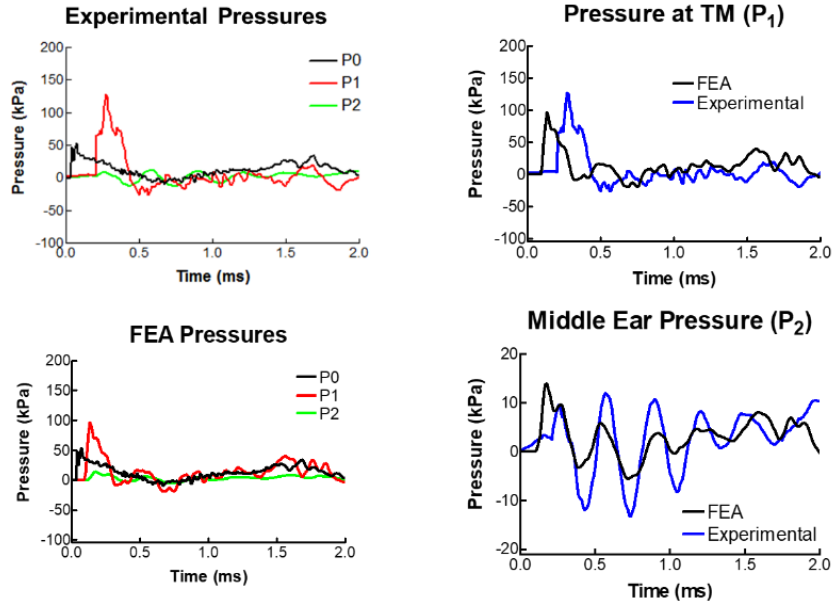 Experimental Pressures
200
150
100
50
0
-50
-100
Pressure (kPa)
P0
P1
P2
0.0 0.5 1.0 1.5 2.0
Time (ms)
Pressure at TM (P1)
200
150
100
50
0
-50
-100
Pressure (kPa)
FEA
Experimental
0.0 0.5 1.0 1.5 2.0
Time (ms)
FEA Pressures
200
150
100
50
0
-50
-100
Pressure (kPa)
P0
P1
P2
0.0 0.5 1.0 1.5 2.0
Time (ms)
Middle Ear Pressure (P2)
20
10
0
-10
-20
Pressure (kPa)
FEA
Experimental
0.0 0.5 1.0 1.5 2.0
Time (ms)